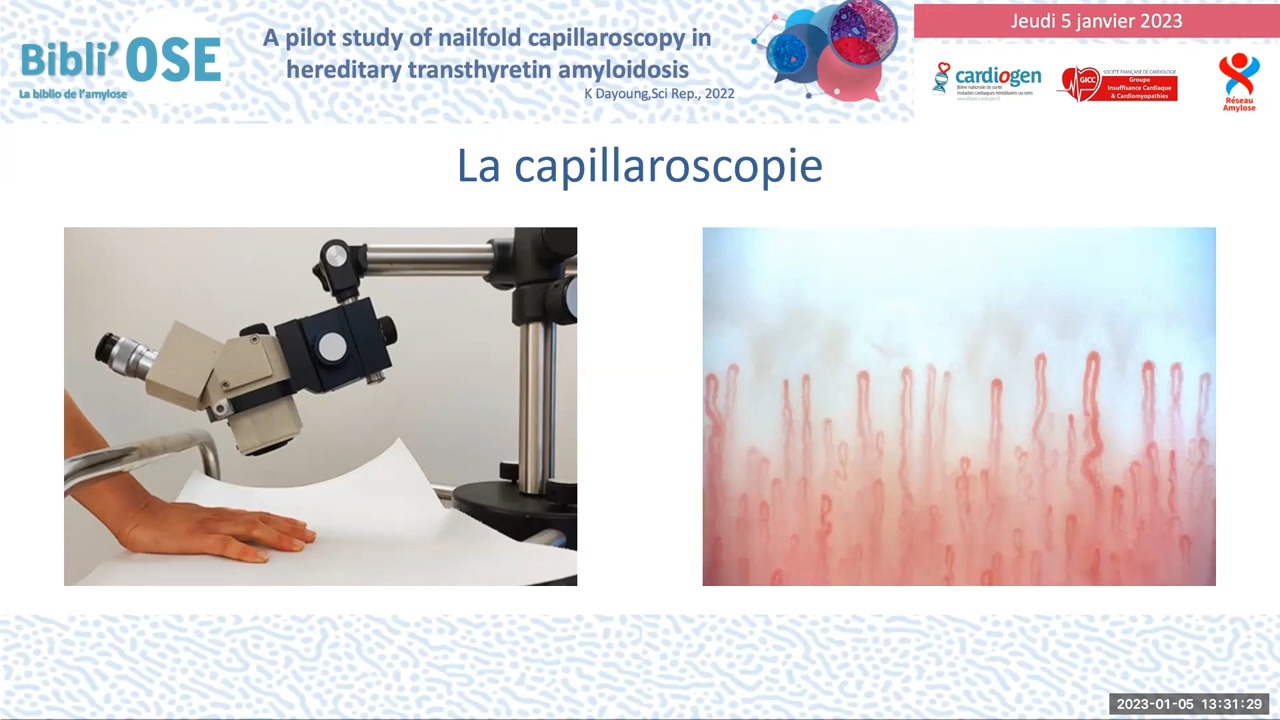 Bibli'OSE
La biblio de l'amylose
A pilot study of nailfold capillaroscopy in
hereditary transthyretin amyloidosis
K Dayoung,Sci Rep., 2022
Jeudi 5 janvier 2023
cardiogen
filière nationale de santé
maladies cardiaques héréditaires ou rares
GICC
SOCIÉTÉ FRANÇAISE DE CARDIOLOGIE
Groupe
Insuffisance Cardiaque
& Cardiomyopathies
Réseau
Amylose
La capillaroscopie
2023-01-05 13:31:29